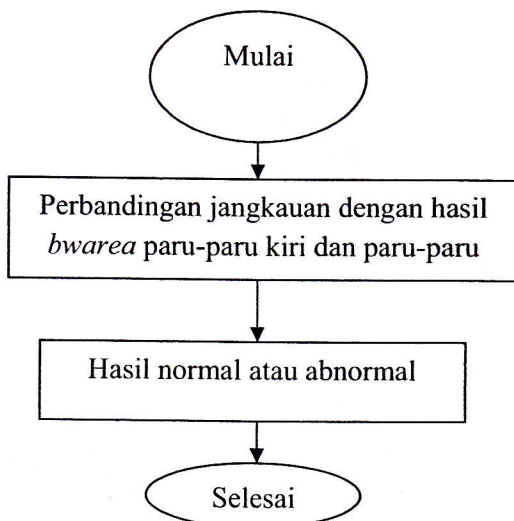 Mulai
Perbandingan jangkauan dengan hasil
bwarea paru-paru kiri dan paru-paru
Hasil normal atau abnormal
Selesai